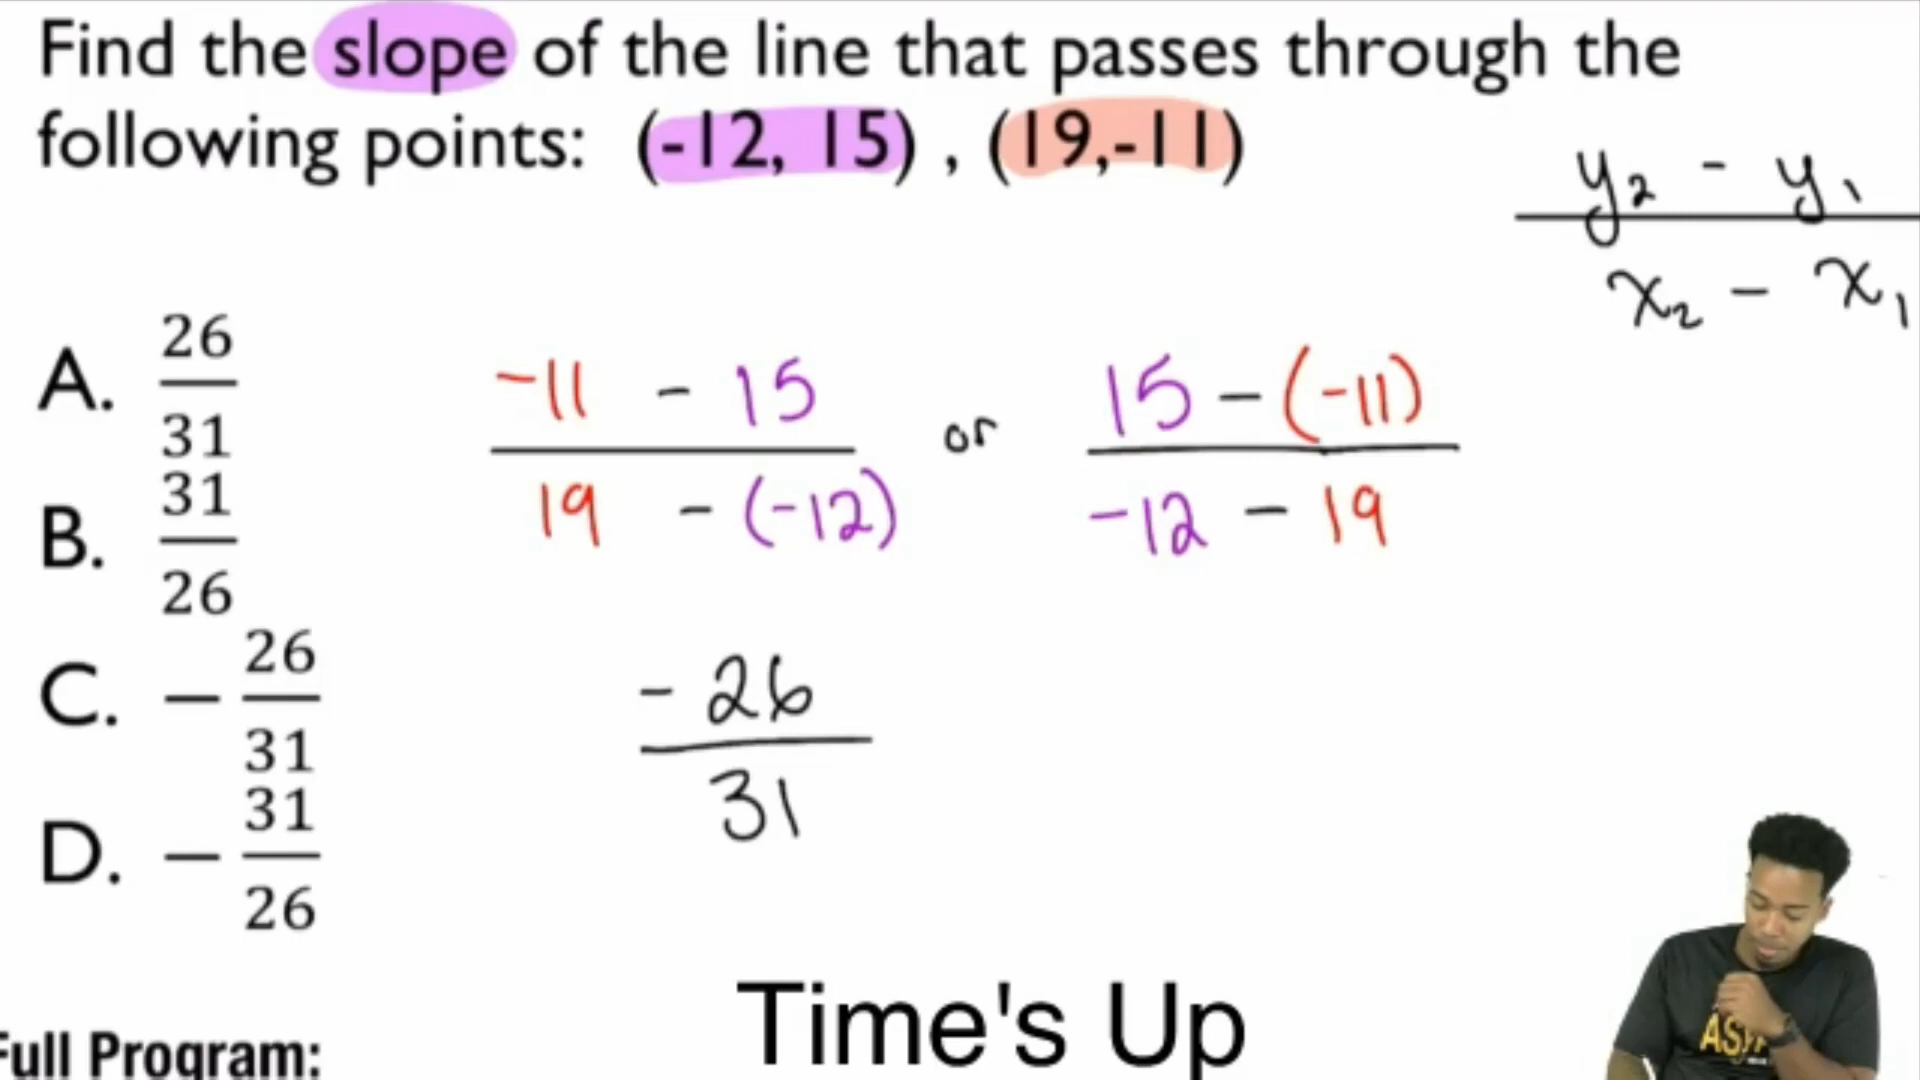 Find the slope of the line that passes through the
following points: (-12, 15) , (19,-11)
y₂ - y₁
x₂ - x₁
A. 26
31
B. 31
26
C. − 26
31
D. − 31
26
-11 - 15 or 15 - (-11)
19 - (-12) -12 - 19
- 26
31
Time's Up
Full Program: